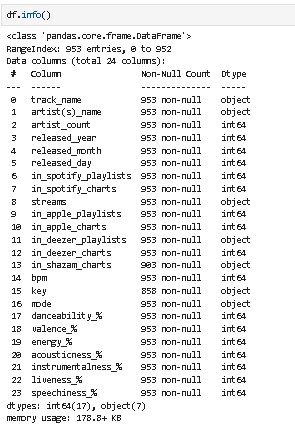 df.info()
<class 'pandas.core.frame.DataFrame'>
RangeIndex: 953 entries, 0 to 952
Data columns (total 24 columns):
 #   Column                Non-Null Count  Dtype
---  ------                --------------  -----
 0   track_name            953 non-null    object
 1   artist(s)_name        953 non-null    object
 2   artist_count          953 non-null    int64
 3   released_year         953 non-null    int64
 4   released_month        953 non-null    int64
 5   released_day          953 non-null    int64
 6   in_spotify_playlists  953 non-null    int64
 7   in_spotify_charts     953 non-null    int64
 8   streams               953 non-null    object
 9   in_apple_playlists    953 non-null    int64
 10  in_apple_charts       953 non-null    int64
 11  in_deezer_playlists   953 non-null    object
 12  in_deezer_charts      953 non-null    int64
 13  in_shazam_charts      903 non-null    object
 14  bpm                   953 non-null    int64
 15  key                   858 non-null    object
 16  mode                  953 non-null    object
 17  danceability_%        953 non-null    int64
 18  valence_%             953 non-null    int64
 19  energy_%              953 non-null    int64
 20  acousticness_%        953 non-null    int64
 21  instrumentalness_%    953 non-null    int64
 22  liveness_%            953 non-null    int64
 23  speechiness_%         953 non-null    int64
dtypes: int64(17), object(7)
memory usage: 178.8+ KB